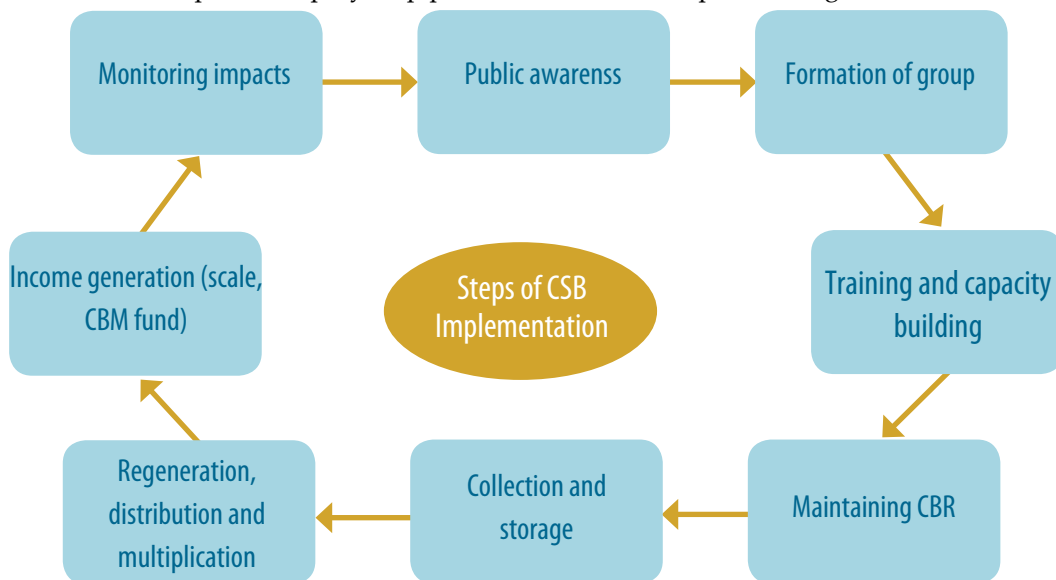 Monitoring impacts
Public awarenss
Formation of group
Income generation (scale,
CBM fund)
Steps of CSB
Implementation
Training and capacity
building
Regeneration,
distribution and
multiplication
Collection and
storage
Maintaining CBR